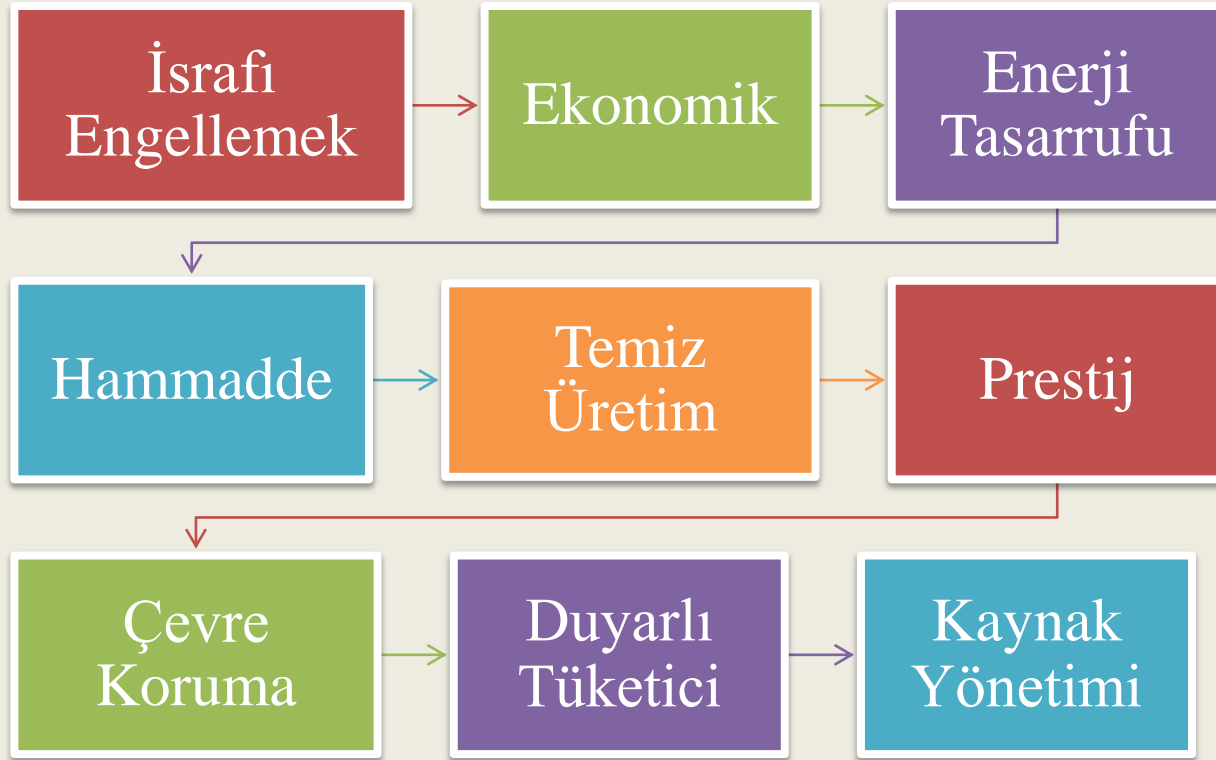 İsrafı
Engellemek
Ekonomik
Enerji
Tasarrufu
Hammadde
Temiz
Üretim
Prestij
Çevre
Koruma
Duyarlı
Tüketici
Kaynak
Yönetimi